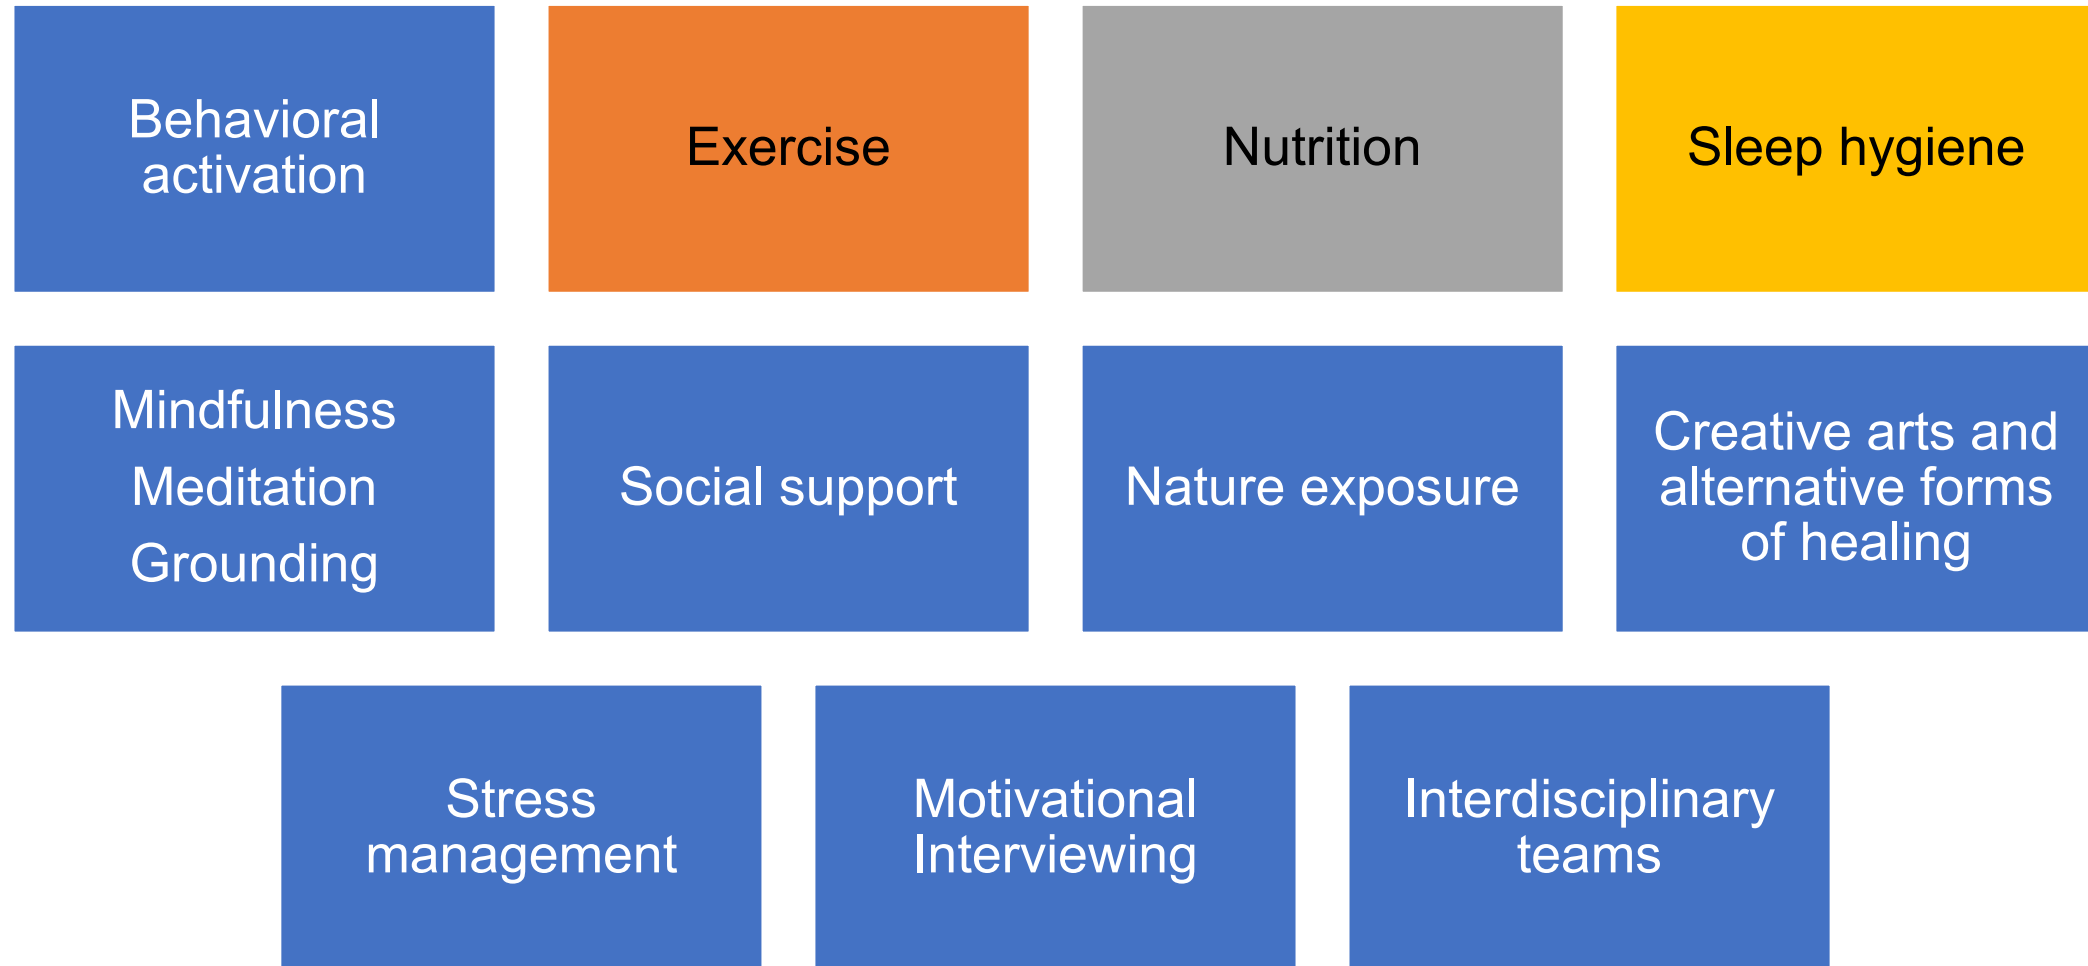 Behavioral
activation
Exercise
Nutrition
Sleep hygiene
Mindfulness
Meditation
Grounding
Social support
Nature exposure
Creative arts and
alternative forms
of healing
Stress
management
Motivational
Interviewing
Interdisciplinary
teams